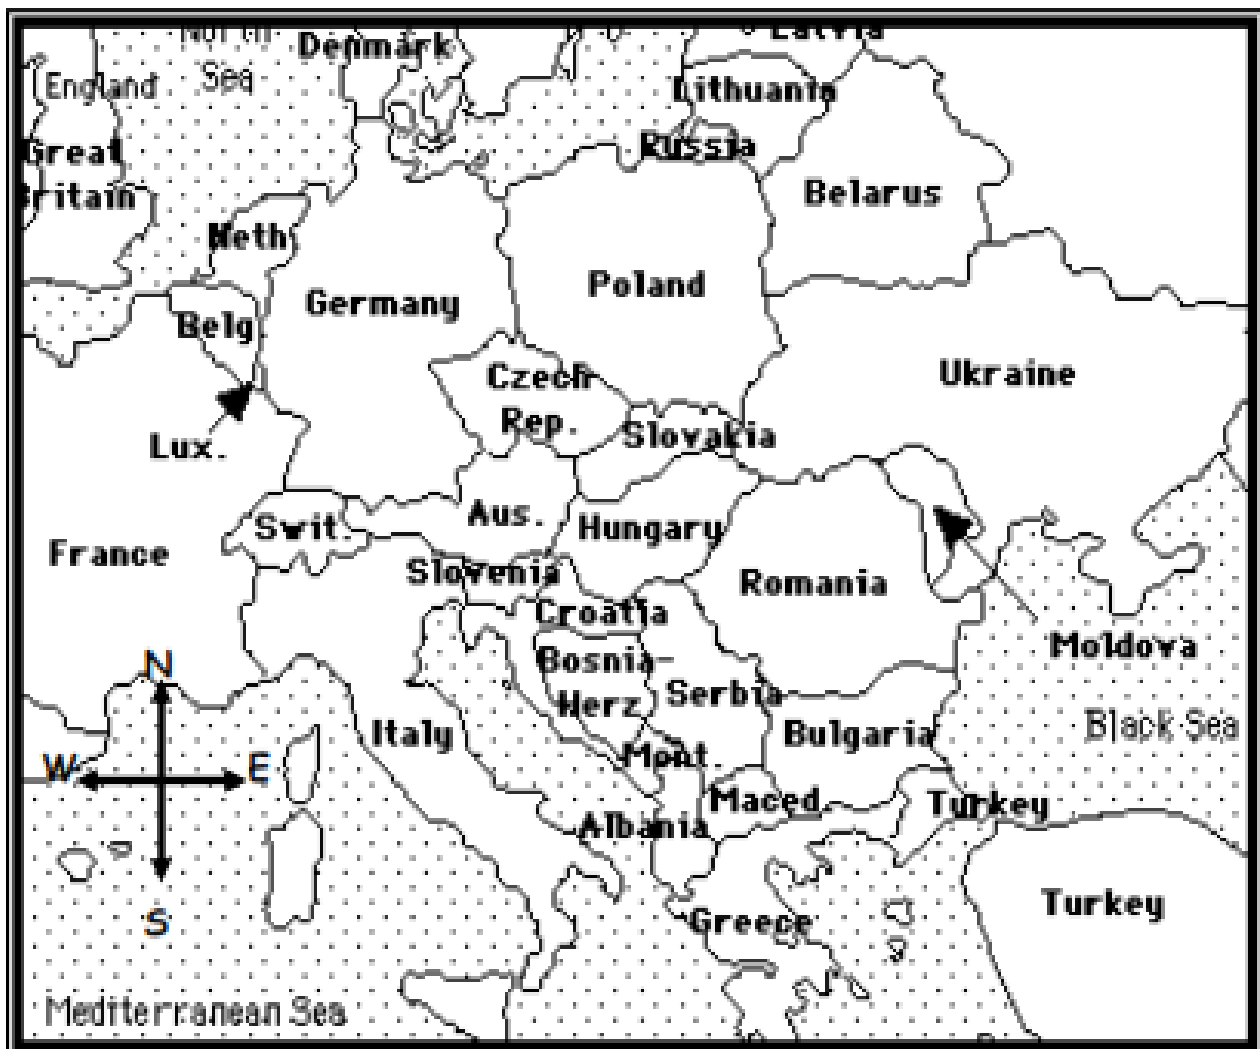 North
Sea
Denmark
Latvia
Lithuania
England
Great
Britain
Russia
Belarus
Neth.
Poland
Germany
Belg.
Ukraine
Czech
Rep.
Slovakia
Lux.
Aus.
Swit.
Hungary
France
Slovenia
Romania
Croatia
Moldova
Bosnia-
Herz.
Serbia
N
Black Sea
Italy
Bulgaria
Mont.
W
E
Maced.
Turkey
Albania
Turkey
S
Greece
Mediterranean Sea